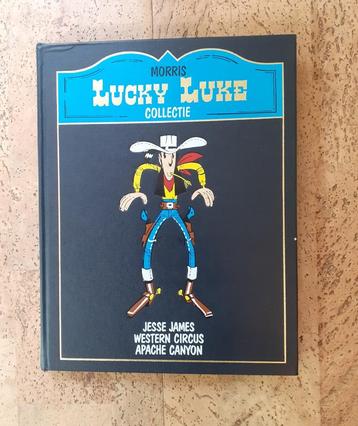 MORRIS
LUCKY LUKE
COLLECTIE
JESSE JAMES
WESTERN CIRCUS
APACHE CANYON